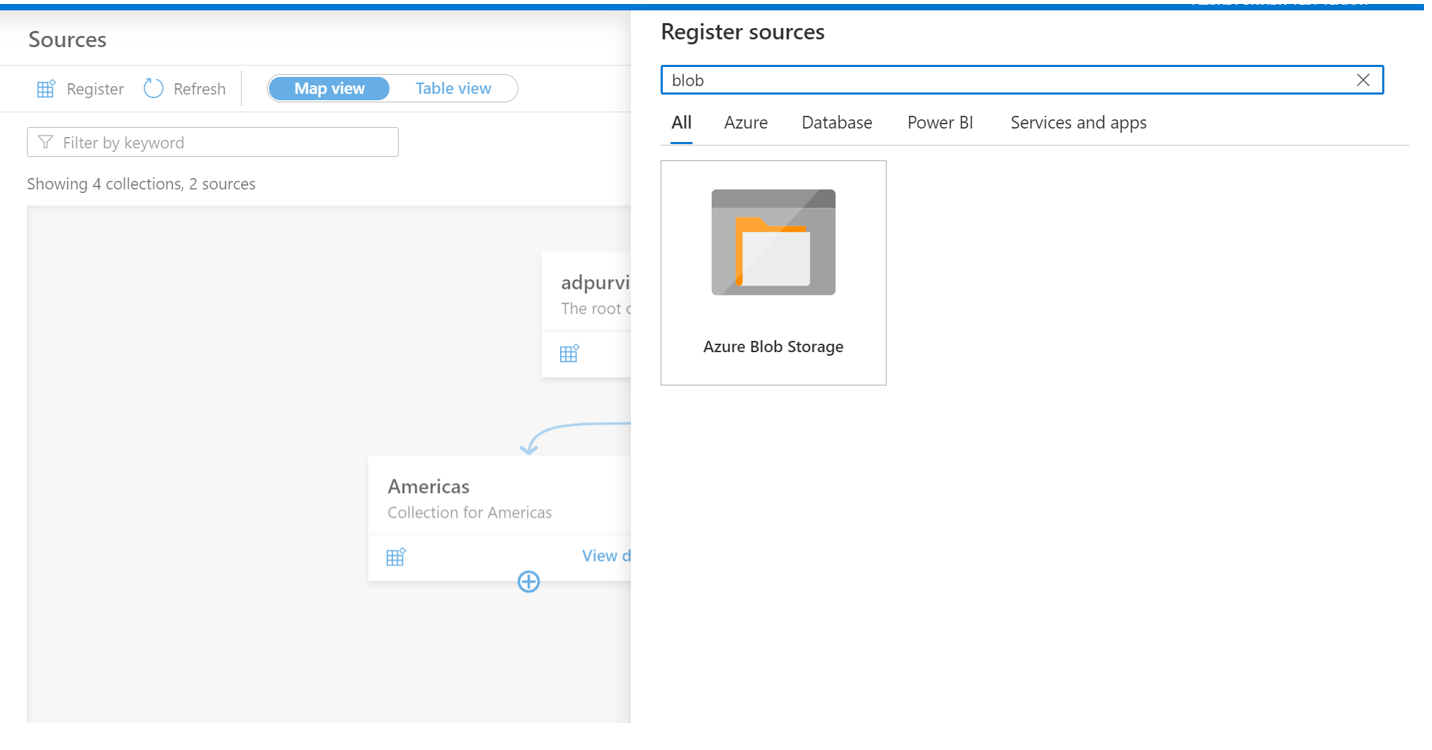 Sources
Register Refresh Map view Table view
Filter by keyword
Showing 4 collections, 2 sources
adpurvi
The root
Americas
Collection for Americas
View d
Register sources
blob
All Azure Database Power BI Services and apps
Azure Blob Storage